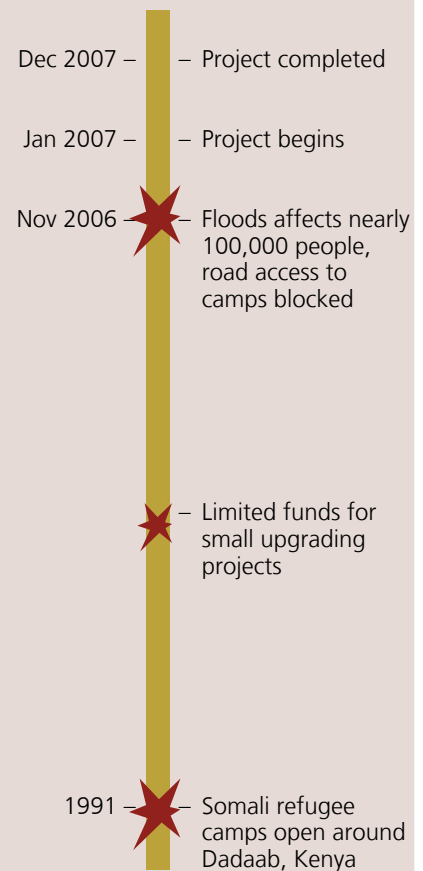 Dec 2007 – – Project completed
Jan 2007 – – Project begins
Nov 2006 – – Floods affects nearly
100,000 people,
road access to
camps blocked
– Limited funds for
small upgrading
projects
1991 – – Somali refugee
camps open around
Dadaab, Kenya